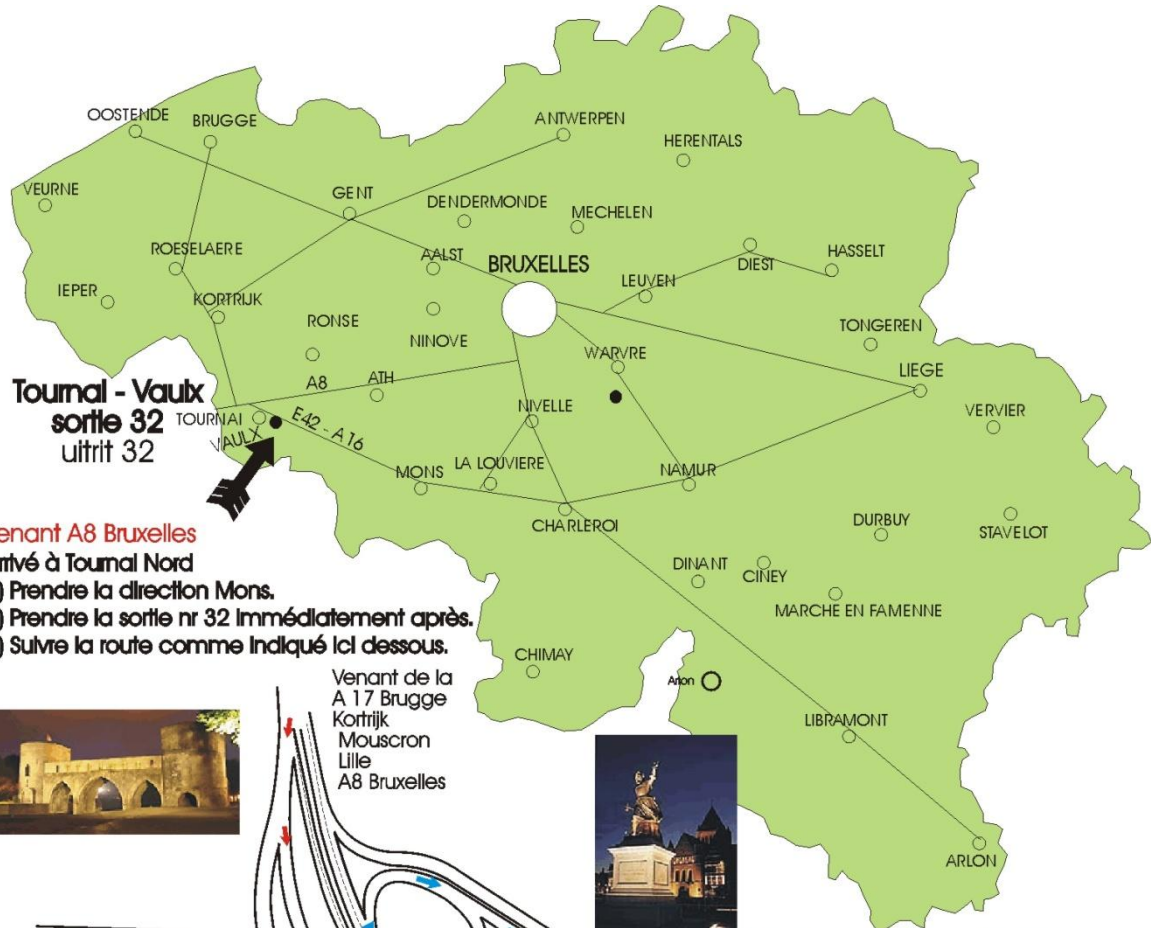 OOSTENDE
BRUGGE
ANTWERPEN
HERENTALS
VEURNE
GENT
DENDERMONDE
MECHELEN
ROESELAERE
AALST
BRUXELLES
DIEST
HASSELT
LEUVEN
IEPER
KORTRIJK
RONSE
NINOVE
TONGEREN
WARVRE
LIEGE
A8
ATH
Tournai - Vaulx
sortie 32
uitrit 32
TOURNAI
VAULX
E42 - A16
NIVELLE
VERVIER
MONS
LA LOUVIERE
NAMUR
CHARLEROI
DURBUY
STAVELOT
DINANT
CINEY
MARCHE EN FAMENNE
CHIMAY
Arlon
LIBRAMONT
ARLON
enant A8 Bruxelles
rrivé à Tournai Nord
) Prendre la direction Mons.
) Prendre la sortie nr 32 immédiatement après.
) Suivre la route comme indiqué ici dessous.
Venant de la
A 17 Brugge
Kortrijk
Mouscron
Lille
A8 Bruxelles